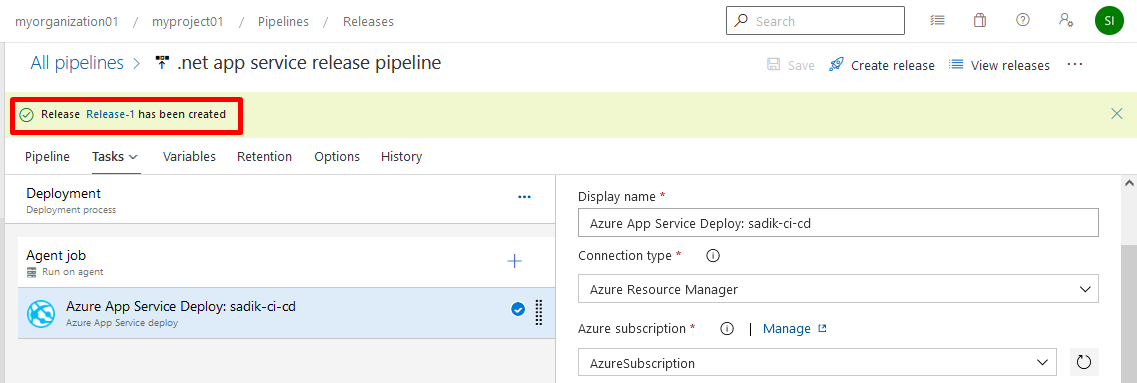 myorganization01 / myproject01 / Pipelines / Releases
Search
SI
All pipelines > .net app service release pipeline
Save Create release View releases ...
Release Release-1 has been created
Pipeline Tasks Variables Retention Options History
Deployment
Deployment process
...
Agent job
Run on agent
Azure App Service Deploy: sadik-ci-cd
Azure App Service deploy
Display name *
Azure App Service Deploy: sadik-ci-cd
Connection type *
Azure Resource Manager
Azure subscription * | Manage
AzureSubscription